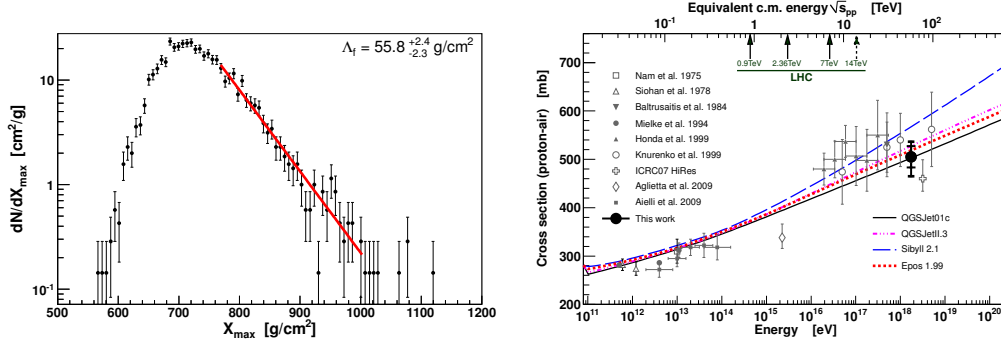 Λf = 55.8 +2.4 -2.3 g/cm²
dN/dXmax [cm²/g]
10
1
10⁻¹
500 600 700 800 900 1000 1100 1200
Xmax [g/cm²]
Equivalent c.m. energy √spp [TeV]
10⁻¹ 1 10 10²
0.9TeV 2.36TeV 7TeV 14TeV
LHC
Cross section (proton-air) [mb]
700
600
500
400
300
200
Nam et al. 1975
Siohan et al. 1978
Baltrusaitis et al. 1984
Mielke et al. 1994
Honda et al. 1999
Knurenko et al. 1999
ICRC07 HiRes
Aglietta et al. 2009
Aielli et al. 2009
This work
QGSJet01c
QGSJetII.3
Sibyll 2.1
Epos 1.99
10¹¹ 10¹² 10¹³ 10¹⁴ 10¹⁵ 10¹⁶ 10¹⁷ 10¹⁸ 10¹⁹ 10²⁰
Energy [eV]